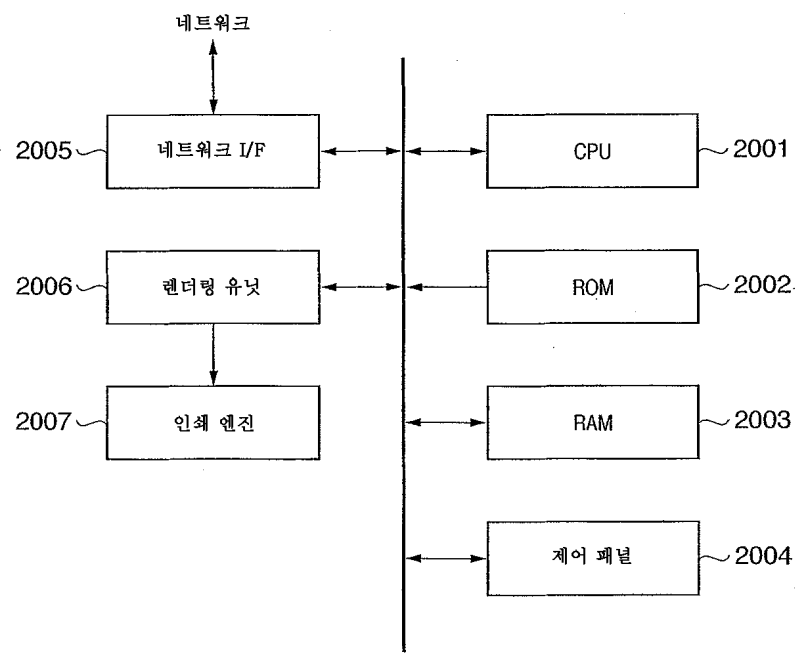 네트워크
2005 네트워크 I/F
CPU 2001
2006 렌더링 유닛
ROM 2002
2007 인쇄 엔진
RAM 2003
제어 패널 2004